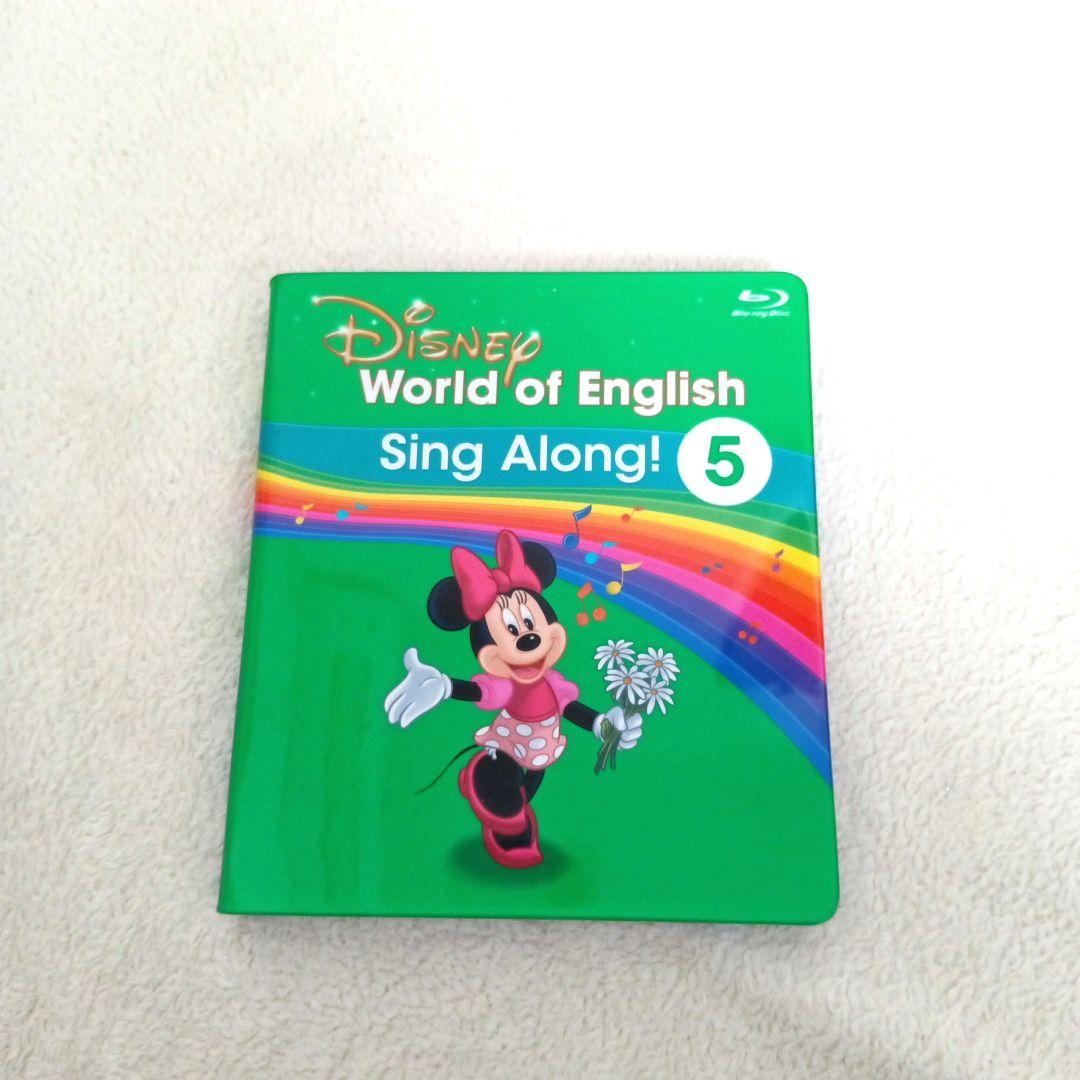 Blu-ray Disc
Disney
World of English
Sing Along! 5